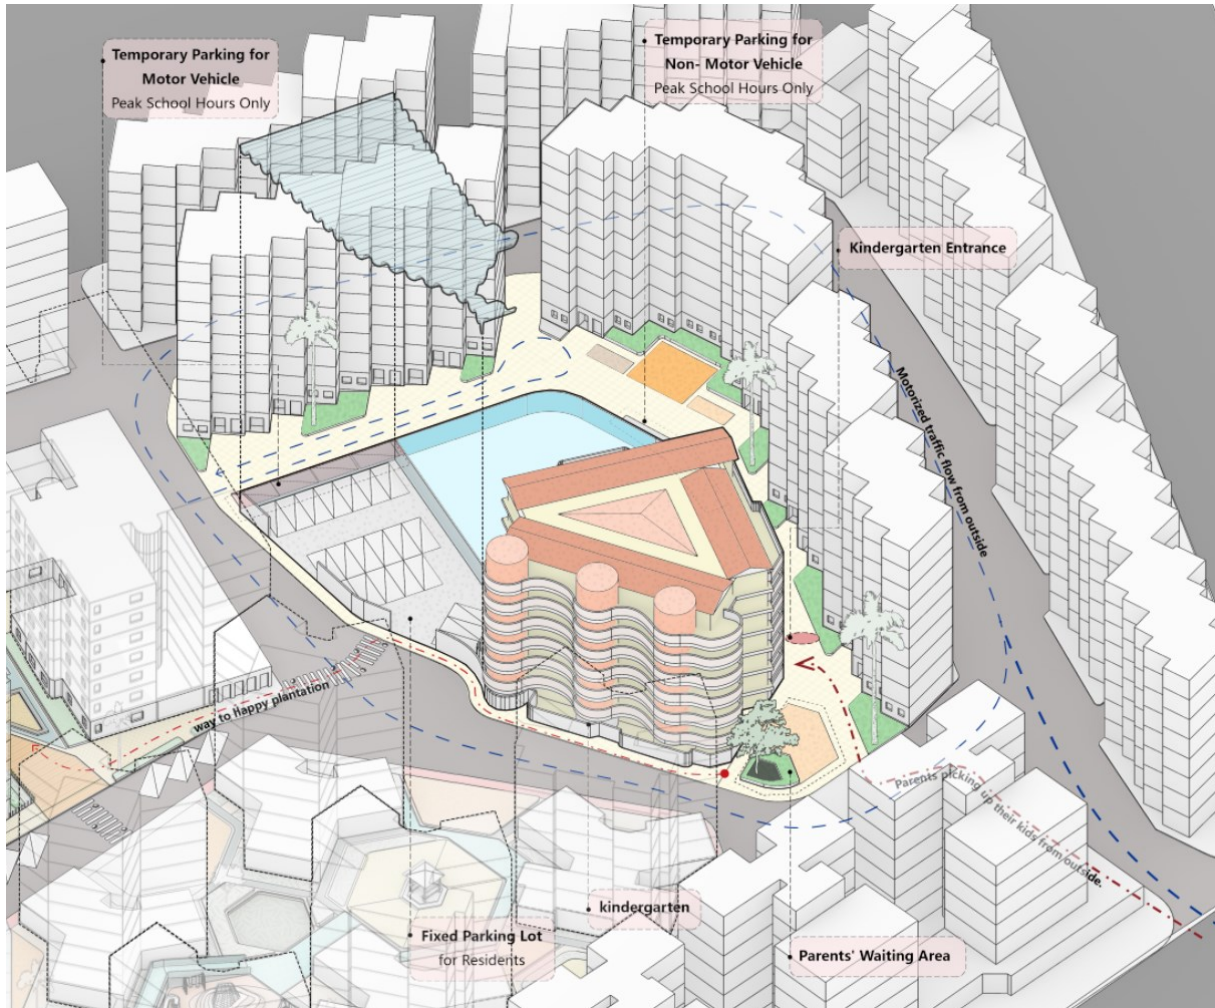 Temporary Parking for
Motor Vehicle
Peak School Hours Only
Temporary Parking for
Non- Motor Vehicle
Peak School Hours Only
Kindergarten Entrance
Motorized traffic flow from outside
way to Happy plantation
Parents picking up their kids from outside.
kindergarten
Fixed Parking Lot
for Residents
Parents' Waiting Area